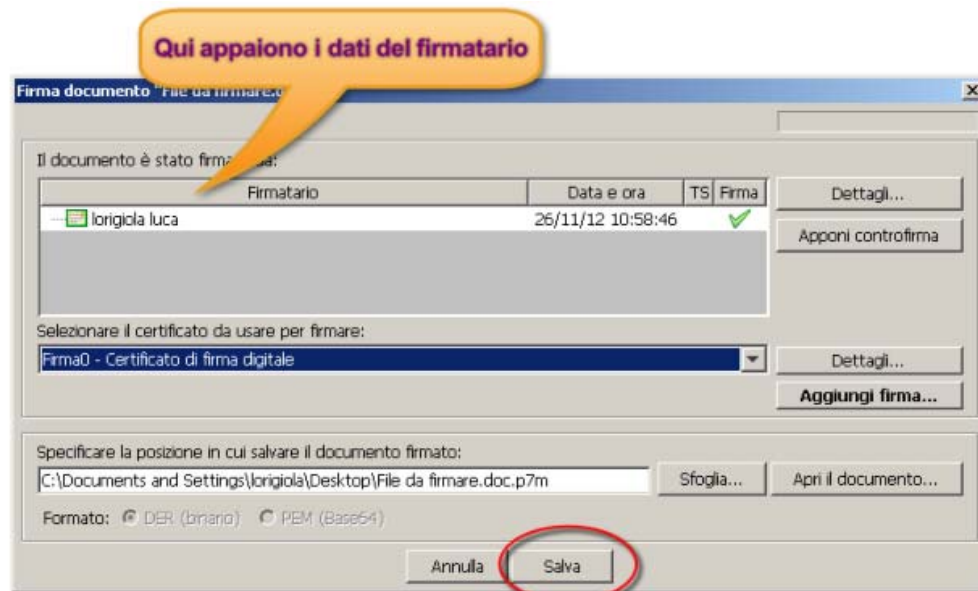 Qui appaiono i dati del firmatario
Firma documento "File da firmare.d
Il documento è stato firma da:
Firmatario Data e ora TS Firma
lorigiola luca 26/11/12 10:58:46
Dettagli...
Apponi controfirma
Selezionare il certificato da usare per firmare:
Firma0 - Certificato di firma digitale
Dettagli...
Aggiungi firma...
Specificare la posizione in cui salvare il documento firmato:
C:\Documents and Settings\lorigiola\Desktop\File da firmare.doc.p7m
Sfoglia...
Apri il documento...
Formato: DER (binario) PEM (Base64)
Annulla Salva